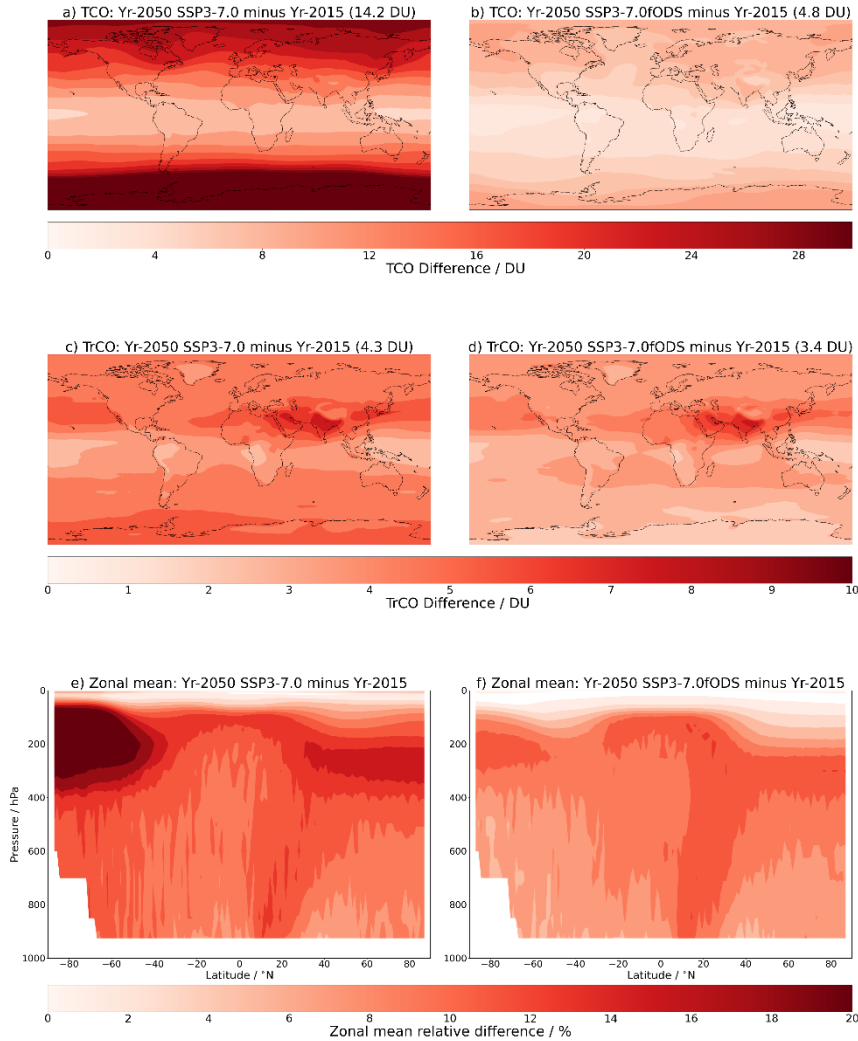 a) TCO: Yr-2050 SSP3-7.0 minus Yr-2015 (14.2 DU)
b) TCO: Yr-2050 SSP3-7.0fODS minus Yr-2015 (4.8 DU)
0 4 8 12 16 20 24 28
TCO Difference / DU
c) TrCO: Yr-2050 SSP3-7.0 minus Yr-2015 (4.3 DU)
d) TrCO: Yr-2050 SSP3-7.0fODS minus Yr-2015 (3.4 DU)
0 1 2 3 4 5 6 7 8 9 10
TrCO Difference / DU
e) Zonal mean: Yr-2050 SSP3-7.0 minus Yr-2015
f) Zonal mean: Yr-2050 SSP3-7.0fODS minus Yr-2015
0
200
400
600
800
1000
Pressure / hPa
−80 −60 −40 −20 0 20 40 60 80
Latitude / °N
0
200
400
600
800
1000
−80 −60 −40 −20 0 20 40 60 80
Latitude / °N
0 2 4 6 8 10 12 14 16 18 20
Zonal mean relative difference / %